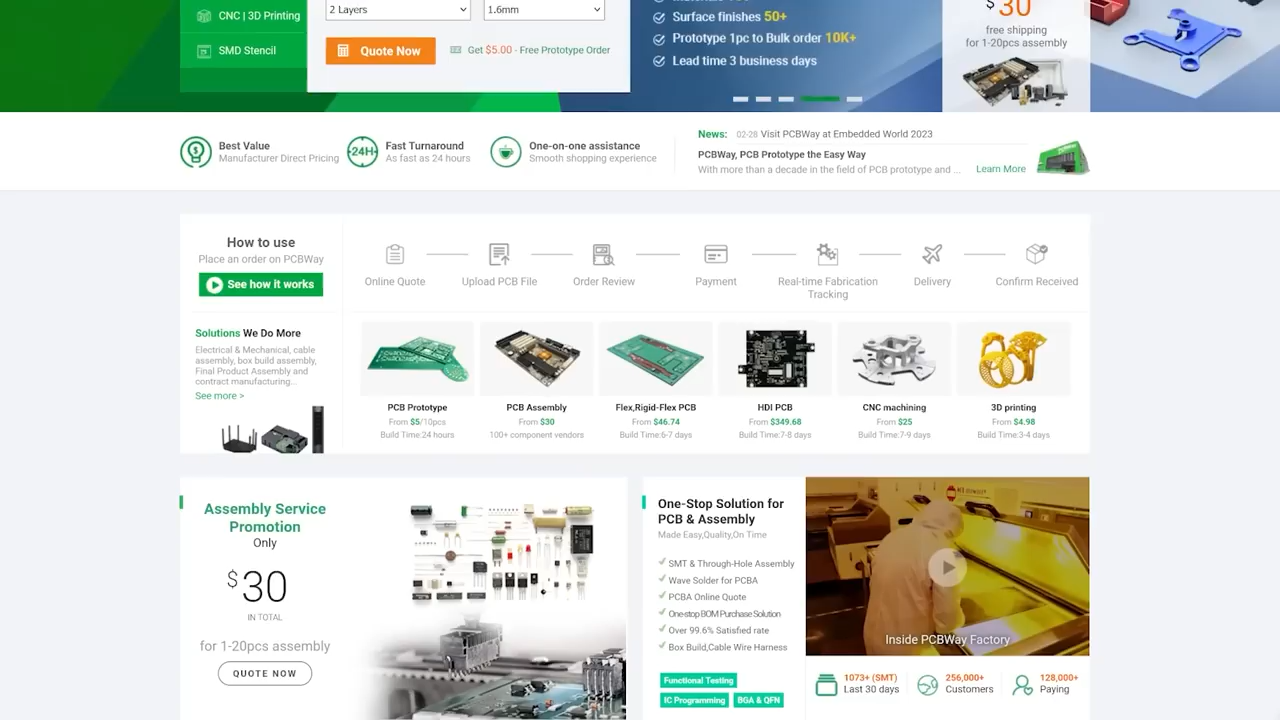 CNC | 3D Printing
SMD Stencil
2 Layers
1.6mm
Quote Now
Get $5.00 - Free Prototype Order
Surface finishes 50+
Prototype 1pc to Bulk order 10K+
Lead time 3 business days
$30
free shipping
for 1-20pcs assembly
Best Value
Manufacturer Direct Pricing
24H
Fast Turnaround
As fast as 24 hours
One-on-one assistance
Smooth shopping experience
News: 02-28 Visit PCBWay at Embedded World 2023
PCBWay, PCB Prototype the Easy Way
With more than a decade in the field of PCB prototype and ...
Learn More
How to use
Place an order on PCBWay
See how it works
Online Quote
Upload PCB File
Order Review
Payment
Real-time Fabrication
Tracking
Delivery
Confirm Received
Solutions We Do More
Electrical & Mechanical, cable
assembly, box build assembly,
Final Product Assembly and
contract manufacturing...
See more >
PCB Prototype
From $5/10pcs
Build Time:24 hours
PCB Assembly
From $30
100+ component vendors
Flex,Rigid-Flex PCB
From $46.74
Build Time:6-7 days
HDI PCB
From $349.68
Build Time:7-8 days
CNC machining
From $25
Build Time:7-9 days
3D printing
From $4.98
Build Time:3-4 days
Assembly Service
Promotion
Only
$30
IN TOTAL
for 1-20pcs assembly
QUOTE NOW
One-Stop Solution for
PCB & Assembly
Made Easy,Quality,On Time
SMT & Through-Hole Assembly
Wave Solder for PCBA
PCBA Online Quote
One-stop BOM Purchase Solution
Over 99.6% Satisfied rate
Box Build,Cable Wire Harness
Functional Testing
IC Programming
BGA & QFN
Inside PCBWay Factory
1073+ (SMT)
Last 30 days
256,000+
Customers
128,000+
Paying